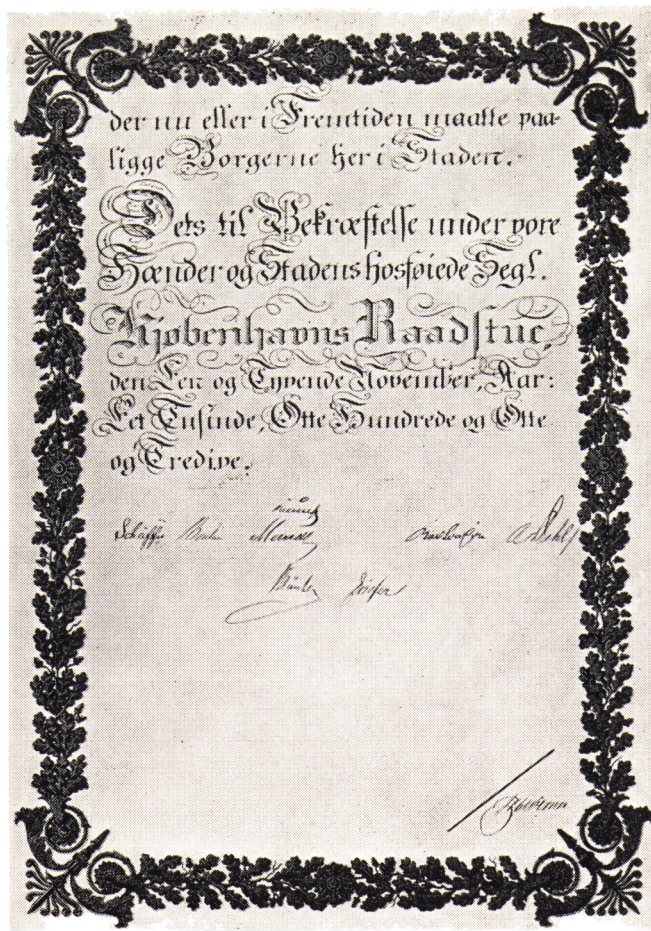 der nu eller i Fremtiden maatte paa-
ligge Borgerne her i Staden.
Dets til Bekræftelse under vore
Hænder og Stadens hosføiede Segl.
Kjøbenhavns Raadstue,
den Een og Tyvende November, Aar:
Eet Tusinde, Otte Hundrede og Otte
og Tredive.